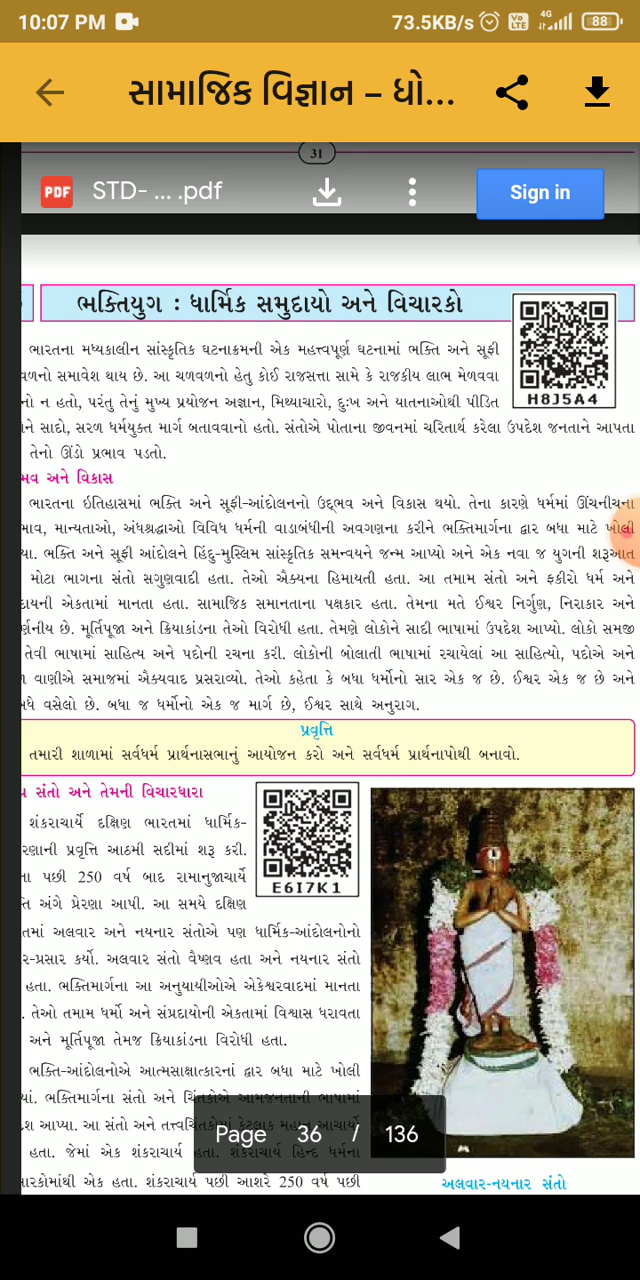 10:07 PM
73.5KB/s
Vo LTE
4G
88
સામાજિક વિજ્ઞાન – ધો...
31
PDF STD- ... .pdf
Sign in
ભક્તિયુગ : ધાર્મિક સમુદાયો અને વિચારકો
H8J5A4
ભારતના મધ્યકાલીન સાંસ્કૃતિક ઘટનાક્રમની એક મહત્ત્વપૂર્ણ ઘટનામાં ભક્તિ અને સૂફી
વળનો સમાવેશ થાય છે. આ ચળવળનો હેતુ કોઈ રાજસત્તા સામે કે રાજકીય લાભ મેળવવા
નો ન હતો, પરંતુ તેનું મુખ્ય પ્રયોજન અજ્ઞાન, મિથ્યાચારો, દુઃખ અને યાતનાઓથી પીડિત
ને સાદો, સરળ ધર્મયુક્ત માર્ગ બતાવવાનો હતો. સંતોએ પોતાના જીવનમાં ચરિતાર્થ કરેલા ઉપદેશ જનતાને આપતા
તેનો ઊંડો પ્રભાવ પડતો.
ભવ અને વિકાસ
ભારતના ઇતિહાસમાં ભક્તિ અને સૂફી-આંદોલનનો ઉદ્ભવ અને વિકાસ થયો. તેના કારણે ધર્મમાં ઊંચનીચના
ભાવ, માન્યતાઓ, અંધશ્રદ્ધાઓ વિવિધ ધર્મની વાડાબંધીની અવગણના કરીને ભક્તિમાર્ગના દ્વાર બધા માટે ખોલી
યા. ભક્તિ અને સૂફી આંદોલને હિંદુ-મુસ્લિમ સાંસ્કૃતિક સમન્વયને જન્મ આપ્યો અને એક નવા જ યુગની શરૂઆત
મોટા ભાગના સંતો સગુણવાદી હતા. તેઓ ઐક્યના હિમાયતી હતા. આ તમામ સંતો અને ફકીરો ધર્મ અને
દાયની એકતામાં માનતા હતા. સામાજિક સમાનતાના પક્ષકાર હતા. તેમના મતે ઈશ્વર નિર્ગુણ, નિરાકાર અને
ર્ણનીય છે. મૂર્તિપૂજા અને ક્રિયાકાંડના તેઓ વિરોધી હતા. તેમણે લોકોને સાદી ભાષામાં ઉપદેશ આપ્યો. લોકો સમજી
તેવી ભાષામાં સાહિત્ય અને પદોની રચના કરી. લોકોની બોલાતી ભાષામાં રચાયેલાં આ સાહિત્યો, પદોએ અને
વાણીએ સમાજમાં ઐક્યવાદ પ્રસરાવ્યો. તેઓ કહેતા કે બધા ધર્મોનો સાર એક જ છે. ઈશ્વર એક જ છે અને
બધે વસેલો છે. બધા જ ધર્મોનો એક જ માર્ગ છે, ઈશ્વર સાથે અનુરાગ.
પ્રવૃત્તિ
તમારી શાળામાં સર્વધર્મ પ્રાર્થનાસભાનું આયોજન કરો અને સર્વધર્મ પ્રાર્થનાપોથી બનાવો.
સંતો અને તેમની વિચારધારા
શંકરાચાર્યે દક્ષિણ ભારતમાં ધાર્મિક-
રણાની પ્રવૃત્તિ આઠમી સદીમાં શરૂ કરી.
ના પછી 250 વર્ષ બાદ રામાનુજાચાર્યે
અંગે પ્રેરણા આપી. આ સમયે દક્ષિણ
E6I7K1
તમાં અલવાર અને નયનાર સંતોએ પણ ધાર્મિક-આંદોલનોનો
ર-પ્રસાર કર્યો. અલવાર સંતો વૈષ્ણવ હતા અને નયનાર સંતો
હતા. ભક્તિમાર્ગના આ અનુયાયીઓએ એકેશ્વરવાદમાં માનતા
. તેઓ તમામ ધર્મો અને સંપ્રદાયોની એકતામાં વિશ્વાસ ધરાવતા
અને મૂર્તિપૂજા તેમજ ક્રિયાકાંડના વિરોધી હતા.
ભક્તિ-આંદોલનોએ આત્મસાક્ષાત્કારનાં દ્વાર બધા માટે ખોલી
યાં. ભક્તિમાર્ગના સંતો અને ચિંતકોએ આમજનતાની ભાષામાં
શ આપ્યા. આ સંતો અને તત્ત્વચિંતકોમાં કેટલાક મહાન આચાર્યો
હતા. જેમાં એક શંકરાચાર્ય હતા. શંકરાચાર્ય હિન્દ ધર્મના
ારકોમાંથી એક હતા. શંકરાચાર્ય પછી આશરે 250 વર્ષ પછી
અલવાર-નયનાર સંતો
Page 36 / 136